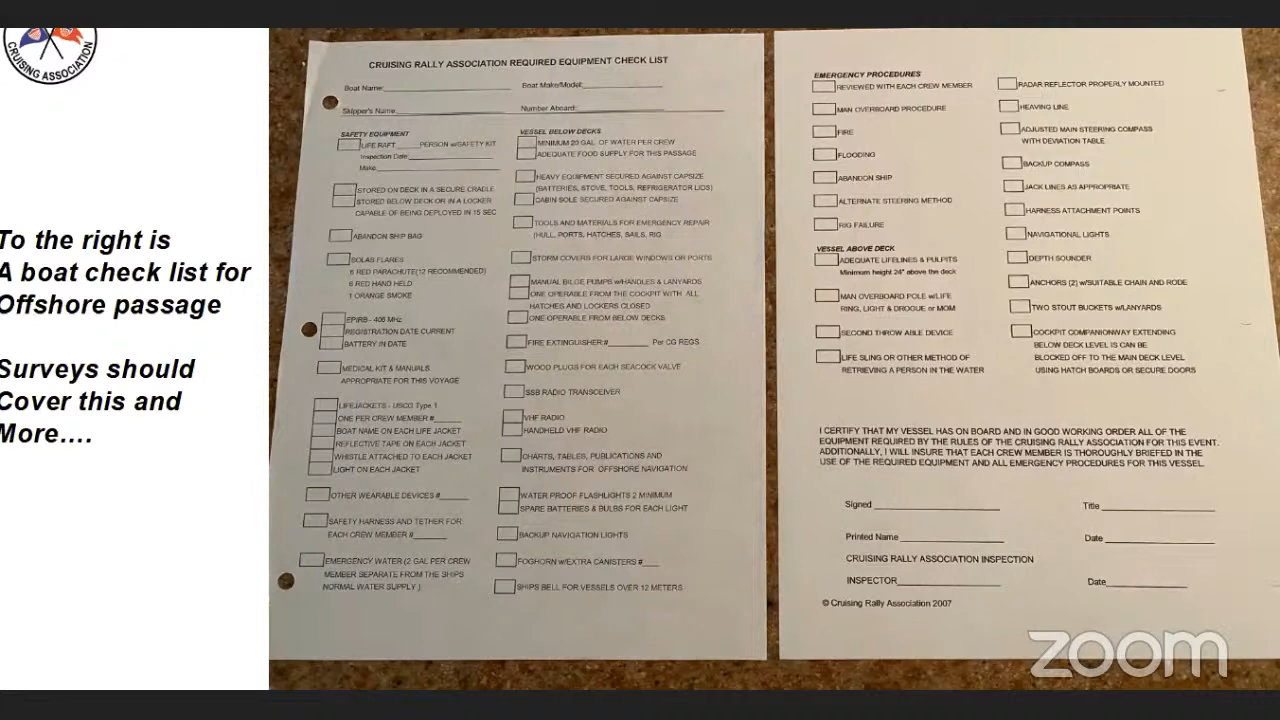 CRUISING ASSOCIATION
To the right is
A boat check list for
Offshore passage
Surveys should
Cover this and
More....
CRUISING RALLY ASSOCIATION REQUIRED EQUIPMENT CHECK LIST
Boat Name: Boat Make/Model:
Skipper's Name Number Aboard:
SAFETY EQUIPMENT
LIFE RAFT PERSON w/SAFETY KIT
Inspection Date:
Make
STORED ON DECK IN A SECURE CRADLE
STORED BELOW DECK OR IN A LOCKER
CAPABLE OF BEING DEPLOYED IN 15 SEC
ABANDON SHIP BAG
SOLAS FLARES
6 RED PARACHUTE(12 RECOMMENDED)
6 RED HAND HELD
1 ORANGE SMOKE
EPIRB - 406 MHz
REGISTRATION DATE CURRENT
BATTERY IN DATE
MEDICAL KIT & MANUALS
APPROPRIATE FOR THIS VOYAGE
LIFEJACKETS - USCG Type 1
ONE PER CREW MEMBER #
BOAT NAME ON EACH LIFE JACKET
REFLECTIVE TAPE ON EACH JACKET
WHISTLE ATTACHED TO EACH JACKET
LIGHT ON EACH JACKET
OTHER WEARABLE DEVICES #
SAFETY HARNESS AND TETHER FOR
EACH CREW MEMBER #
EMERGENCY WATER (2 GAL PER CREW
MEMBER SEPARATE FROM THE SHIPS
NORMAL WATER SUPPLY )
VESSEL BELOW DECKS
MINIMUM 20 GAL. OF WATER PER CREW
ADEQUATE FOOD SUPPLY FOR THIS PASSAGE
HEAVY EQUIPMENT SECURED AGAINST CAPSIZE
(BATTERIES, STOVE, TOOLS, REFRIGERATOR LIDS)
CABIN SOLE SECURED AGAINST CAPSIZE
TOOLS AND MATERIALS FOR EMERGENCY REPAIR
(HULL, PORTS, HATCHES, SAILS, RIG
STORM COVERS FOR LARGE WINDOWS OR PORTS
MANUAL BILGE PUMPS w/HANDLES & LANYARDS
ONE OPERABLE FROM THE COCKPIT WITH ALL
HATCHES AND LOCKERS CLOSED
ONE OPERABLE FROM BELOW DECKS
FIRE EXTINGUISHER:# Per CG REGS
WOOD PLUGS FOR EACH SEACOCK VALVE
SSB RADIO TRANSCEIVER
VHF RADIO
HANDHELD VHF RADIO
CHARTS, TABLES, PUBLICATIONS AND
INSTRUMENTS FOR OFFSHORE NAVIGATION
WATER PROOF FLASHLIGHTS 2 MINIMUM
SPARE BATTERIES & BULBS FOR EACH LIGHT
BACKUP NAVIGATION LIGHTS
FOGHORN w/EXTRA CANISTERS #
SHIPS BELL FOR VESSELS OVER 12 METERS
EMERGENCY PROCEDURES
REVIEWED WITH EACH CREW MEMBER
MAN OVERBOARD PROCEDURE
FIRE
FLOODING
ABANDON SHIP
ALTERNATE STEERING METHOD
RIG FAILURE
VESSEL ABOVE DECK
ADEQUATE LIFELINES & PULPITS
Minimum height 24" above the deck
MAN OVERBOARD POLE w/LIFE
RING, LIGHT & DROGUE or MOM
SECOND THROW ABLE DEVICE
LIFE SLING OR OTHER METHOD OF
RETRIEVING A PERSON IN THE WATER
RADAR REFLECTOR PROPERLY MOUNTED
HEAVING LINE
ADJUSTED MAIN STEERING COMPASS
WITH DEVIATION TABLE
BACKUP COMPASS
JACK LINES AS APPROPRIATE
HARNESS ATTACHMENT POINTS
NAVIGATIONAL LIGHTS
DEPTH SOUNDER
ANCHORS (2) w/SUITABLE CHAIN AND RODE
TWO STOUT BUCKETS w/LANYARDS
COCKPIT COMPANIONWAY EXTENDING
BELOW DECK LEVEL IS CAN BE
BLOCKED OFF TO THE MAIN DECK LEVEL
USING HATCH BOARDS OR SECURE DOORS
I CERTIFY THAT MY VESSEL HAS ON BOARD AND IN GOOD WORKING ORDER ALL OF THE
EQUIPMENT REQUIRED BY THE RULES OF THE CRUISING RALLY ASSOCIATION FOR THIS EVENT.
ADDITIONALLY, I WILL INSURE THAT EACH CREW MEMBER IS THOROUGHLY BRIEFED IN THE
USE OF THE REQUIRED EQUIPMENT AND ALL EMERGENCY PROCEDURES FOR THIS VESSEL.
Signed Title
Printed Name Date
CRUISING RALLY ASSOCIATION INSPECTION
INSPECTOR Date
© Cruising Rally Association 2007
zoom